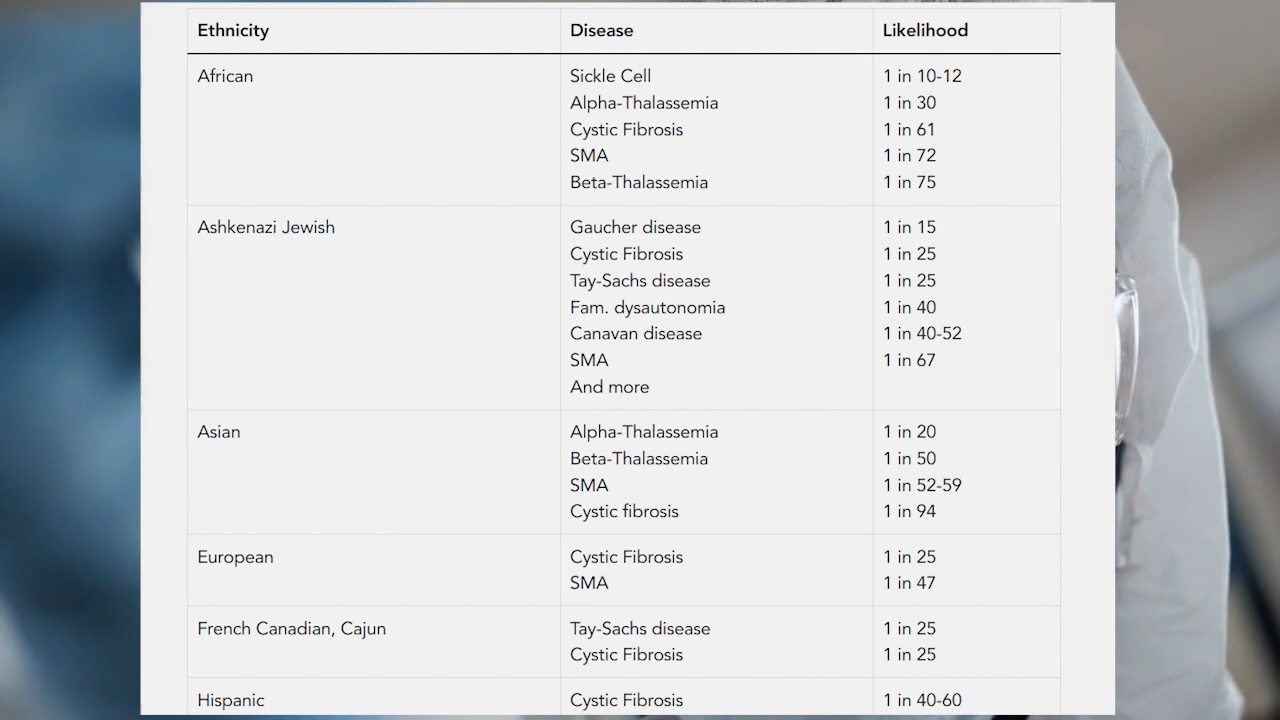 Ethnicity Disease Likelihood
African Sickle Cell 1 in 10-12
Alpha-Thalassemia 1 in 30
Cystic Fibrosis 1 in 61
SMA 1 in 72
Beta-Thalassemia 1 in 75
Ashkenazi Jewish Gaucher disease 1 in 15
Cystic Fibrosis 1 in 25
Tay-Sachs disease 1 in 25
Fam. dysautonomia 1 in 40
Canavan disease 1 in 40-52
SMA 1 in 67
And more
Asian Alpha-Thalassemia 1 in 20
Beta-Thalassemia 1 in 50
SMA 1 in 52-59
Cystic fibrosis 1 in 94
European Cystic Fibrosis 1 in 25
SMA 1 in 47
French Canadian, Cajun Tay-Sachs disease 1 in 25
Cystic Fibrosis 1 in 25
Hispanic Cystic Fibrosis 1 in 40-60